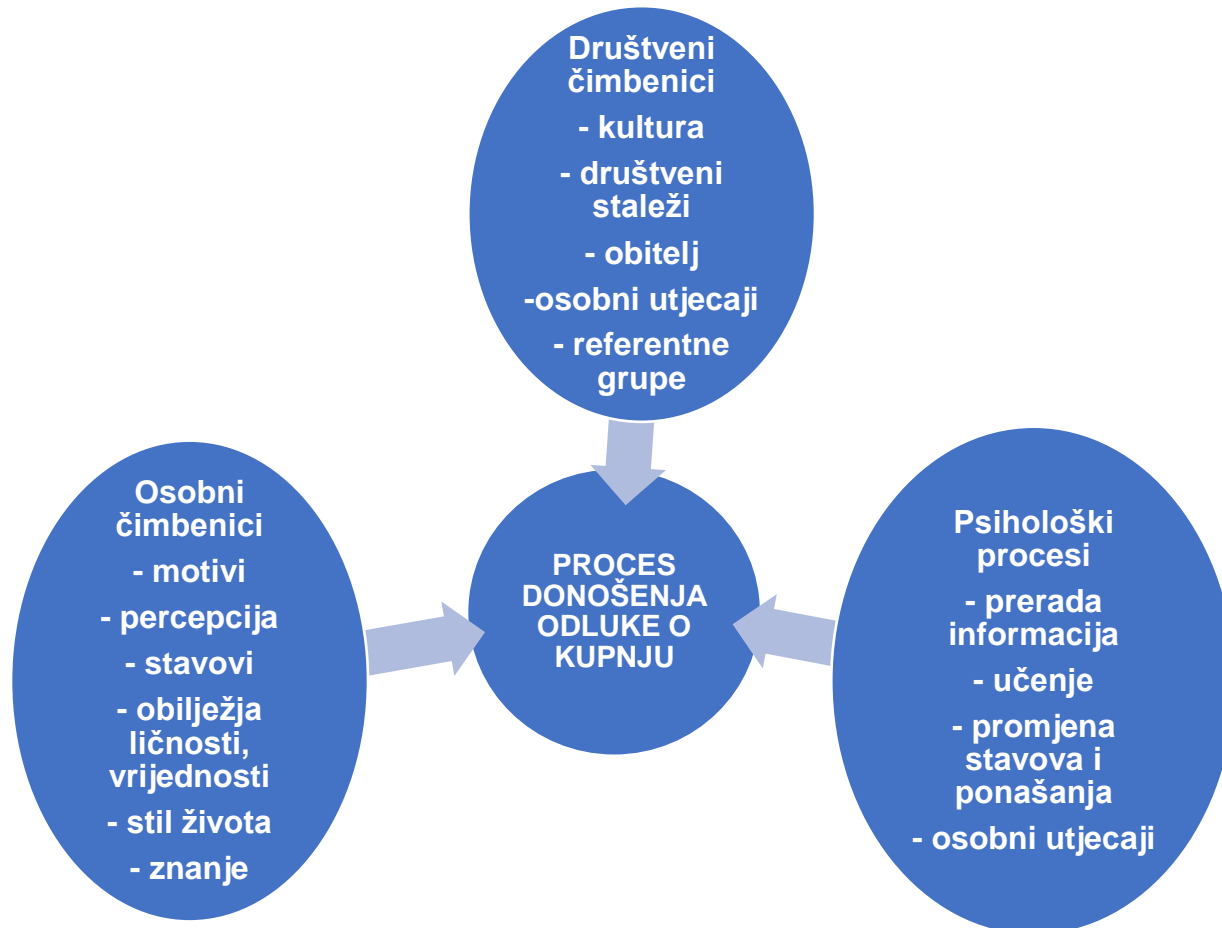 Društveni
čimbenici
- kultura
- društveni
staleži
- obitelj
-osobni utjecaji
- referentne
grupe
Osobni
čimbenici
- motivi
- percepcija
- stavovi
- obilježja
ličnosti,
vrijednosti
- stil života
- znanje
PROCES
DONOŠENJA
ODLUKE O
KUPNJU
Psihološki
procesi
- prerada
informacija
- učenje
- promjena
stavova i
ponašanja
- osobni utjecaji